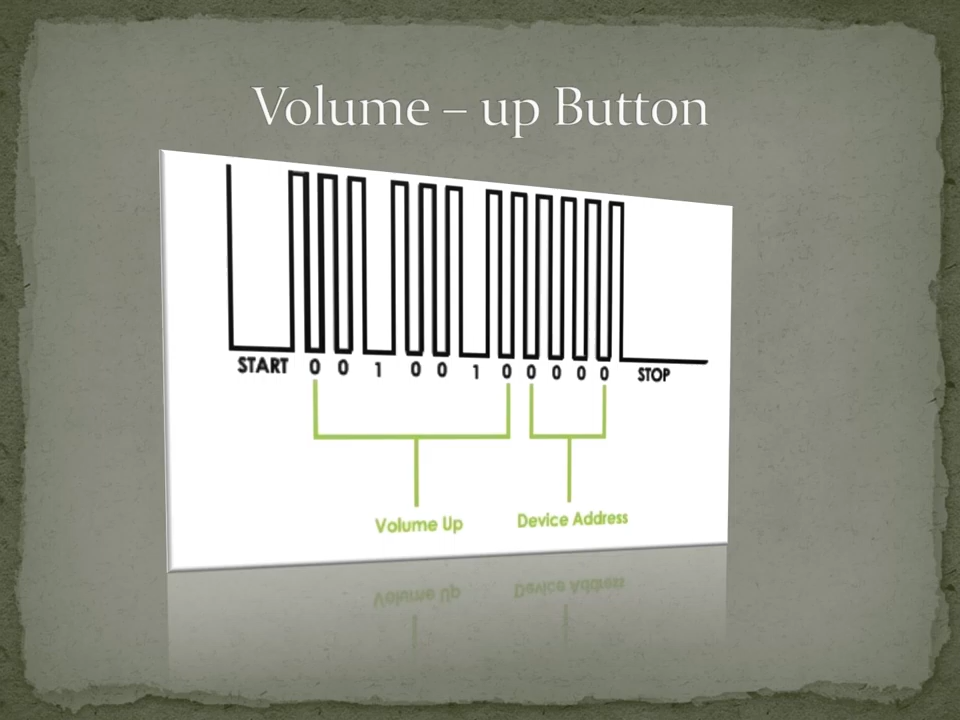 Volume – up Button
START 0 0 1 0 0 1 0 0 0 0 0 STOP
Volume Up Device Address